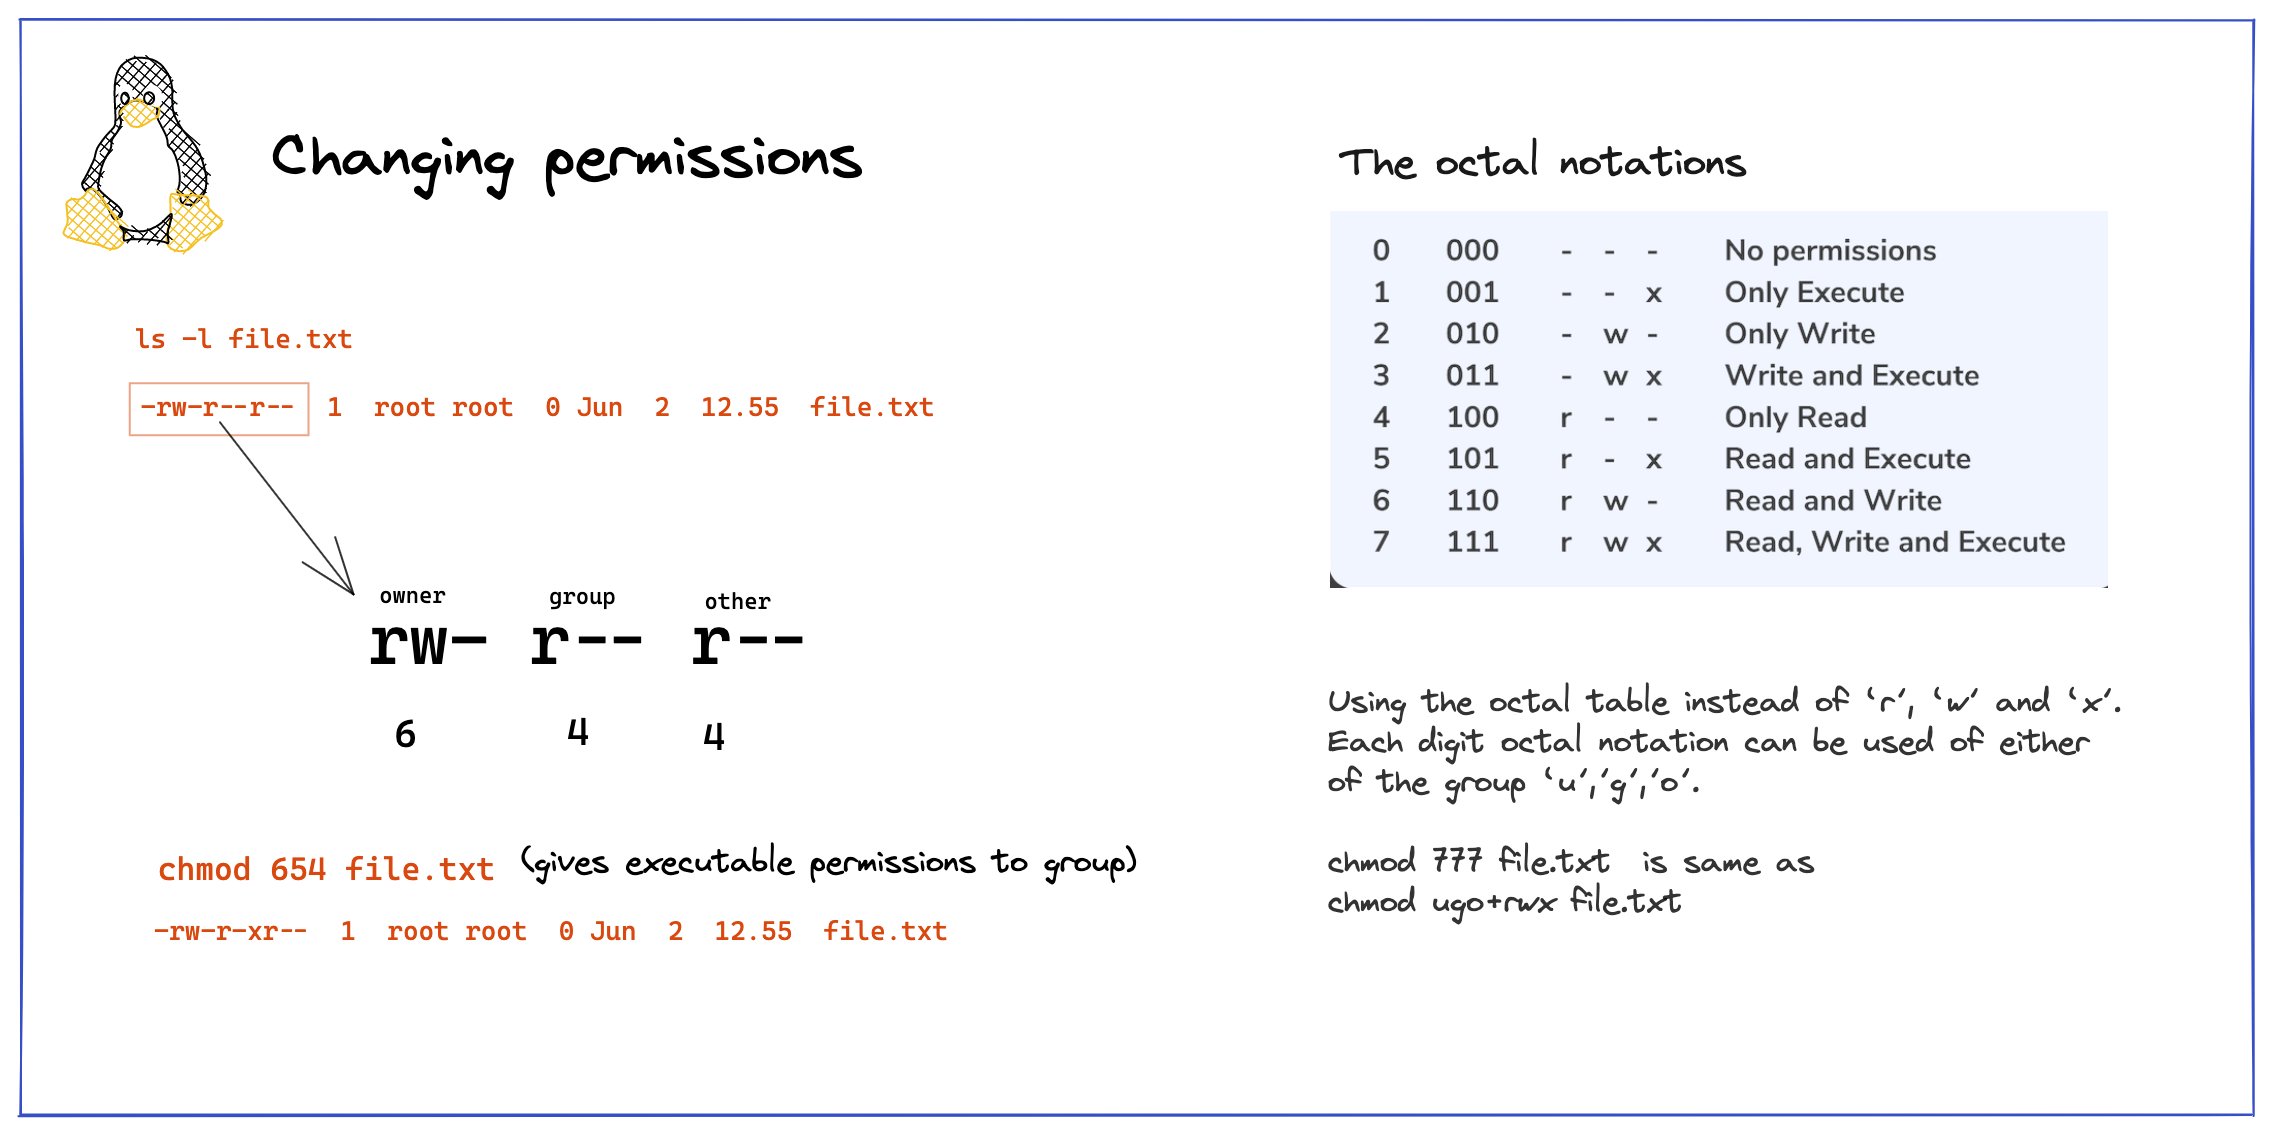 Changing permissions
ls -l file.txt
-rw-r--r-- 1 root root 0 Jun 2 12.55 file.txt
owner group other
rw- r-- r--
6 4 4
chmod 654 file.txt (gives executable permissions to group)
-rw-r-xr-- 1 root root 0 Jun 2 12.55 file.txt
The octal notations
0 000 - - - No permissions
1 001 - - x Only Execute
2 010 - w - Only Write
3 011 - w x Write and Execute
4 100 r - - Only Read
5 101 r - x Read and Execute
6 110 r w - Read and Write
7 111 r w x Read, Write and Execute
Using the octal table instead of ‘r’, ‘w’ and ‘x’.
Each digit octal notation can be used of either
of the group ‘u’,‘g’,‘o’.
chmod 777 file.txt is same as
chmod ugo+rwx file.txt